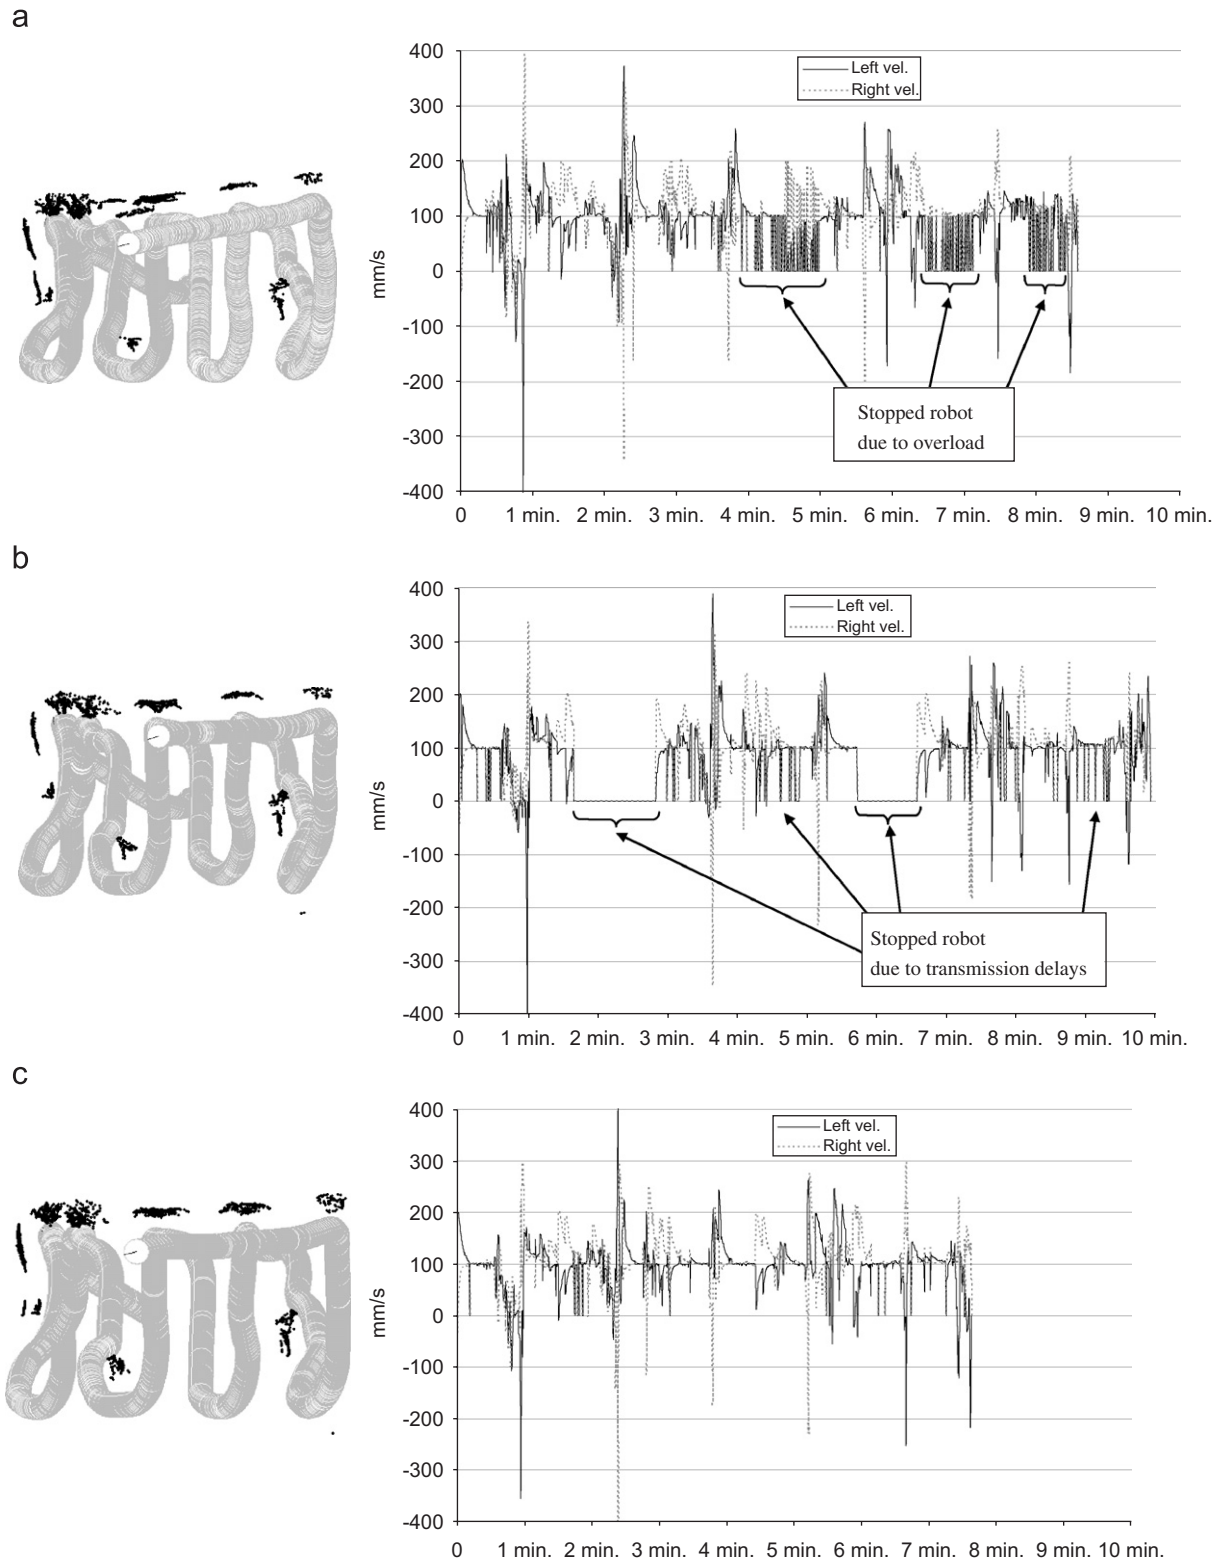 a
400
300
200
100
0
-100
-200
-300
-400
mm/s
Left vel.
Right vel.
Stopped robot
due to overload
0 1 min. 2 min. 3 min. 4 min. 5 min. 6 min. 7 min. 8 min. 9 min. 10 min.
b
400
300
200
100
0
-100
-200
-300
-400
mm/s
Left vel.
Right vel.
Stopped robot
due to transmission delays
0 1 min. 2 min. 3 min. 4 min. 5 min. 6 min. 7 min. 8 min. 9 min. 10 min.
c
400
300
200
100
0
-100
-200
-300
-400
mm/s
Left vel.
Right vel.
0 1 min. 2 min. 3 min. 4 min. 5 min. 6 min. 7 min. 8 min. 9 min. 10 min.